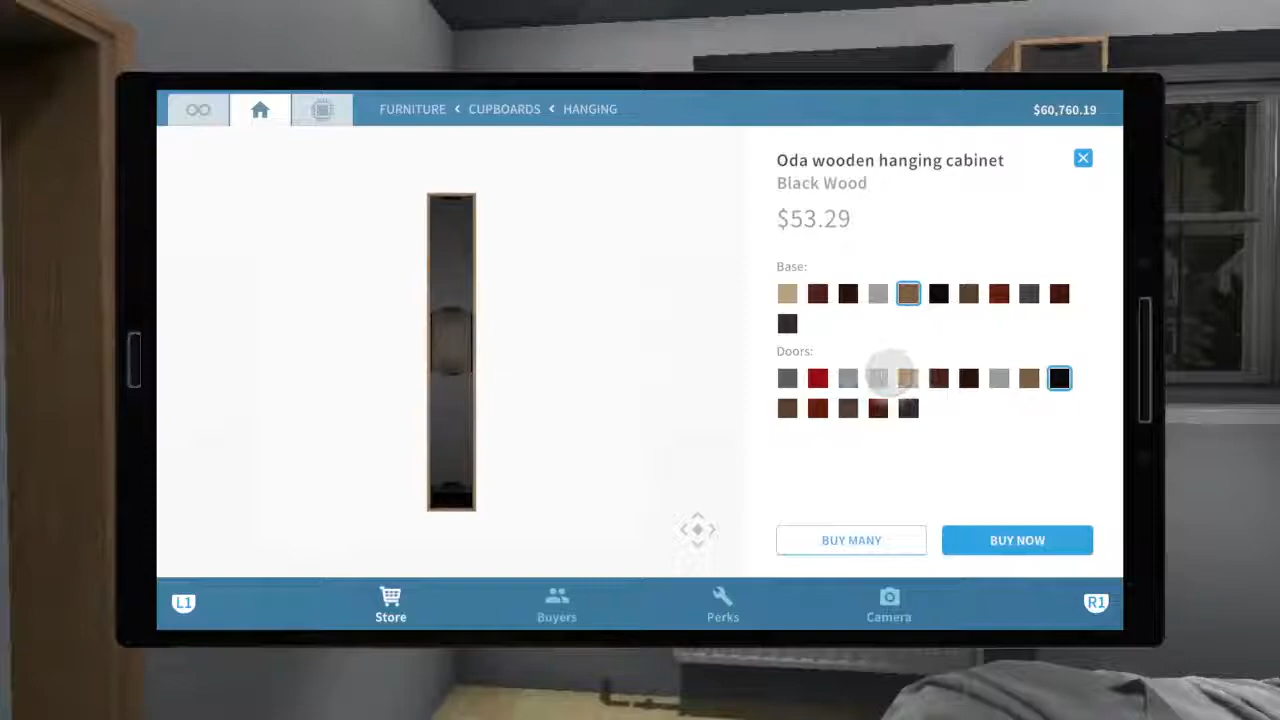 FURNITURE < CUPBOARDS < HANGING
$60,760.19
Oda wooden hanging cabinet
Black Wood
$53.29
Base:
Doors:
BUY MANY
BUY NOW
L1
Store
Buyers
Perks
Camera
R1